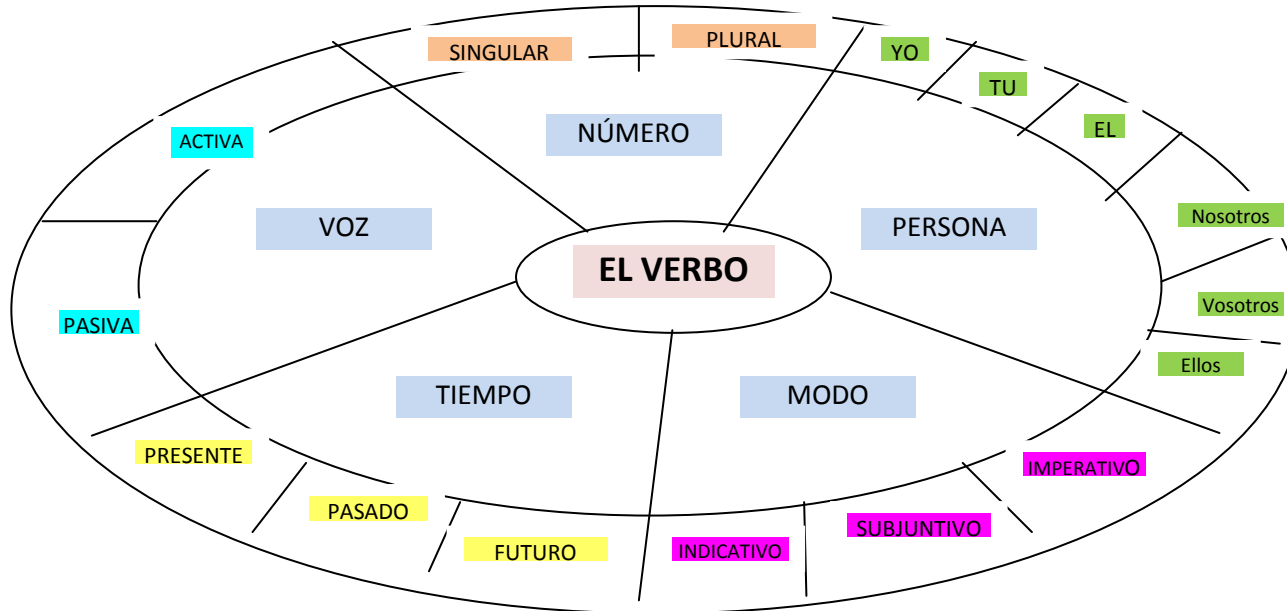 SINGULAR
PLURAL
YO
TU
EL
NÚMERO
ACTIVA
VOZ
PERSONA
Nosotros
EL VERBO
Vosotros
PASIVA
Ellos
TIEMPO
MODO
PRESENTE
IMPERATIVO
PASADO
SUBJUNTIVO
FUTURO
INDICATIVO